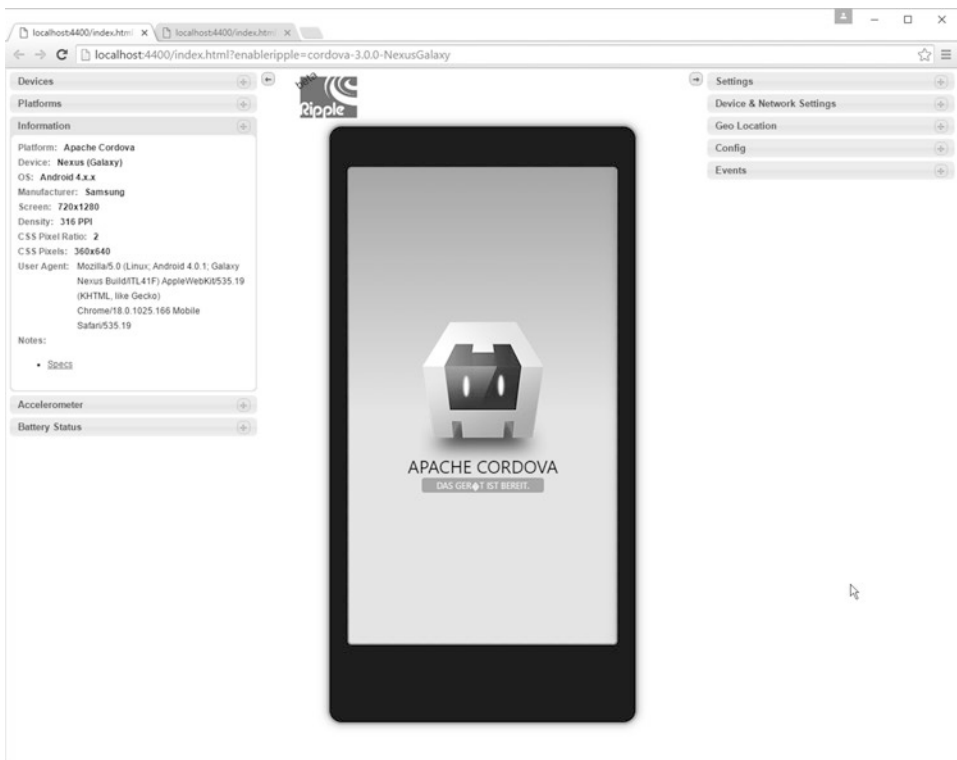 localhost:4400/index.html
localhost:4400/index.html
localhost:4400/index.html?enableripple=cordova-3.0.0-NexusGalaxy
Devices
Platforms
Information
Platform: Apache Cordova
Device: Nexus (Galaxy)
OS: Android 4.x.x
Manufacturer: Samsung
Screen: 720x1280
Density: 316 PPI
CSS Pixel Ratio: 2
CSS Pixels: 360x640
User Agent: Mozilla/5.0 (Linux; Android 4.0.1; Galaxy
Nexus Build/ITL41F) AppleWebKit/535.19
(KHTML, like Gecko)
Chrome/18.0.1025.166 Mobile
Safari/535.19
Notes:
• Specs
Accelerometer
Battery Status
beta
Ripple
APACHE CORDOVA
DAS GER�T IST BEREIT.
Settings
Device & Network Settings
Geo Location
Config
Events